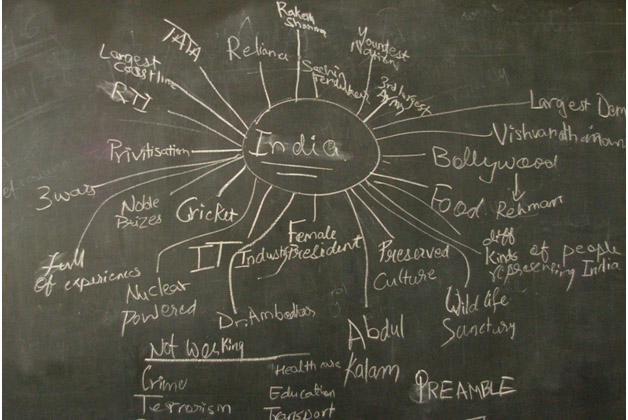 Rakesh
Sharma
TATA
Reliance
Youngest
Nation
Largest
Coastline
Sachin
Tendulkar
3rd largest
Army
RTI
Largest Dem
India
Privitisation
Bollywood
3 wars
Noble
Prizes
Cricket
Food
Rehman
Female
President
IT Industry
Preserved
Culture
diff
Kinds of people
representing India
Full
of experiences
Nuclear
Powered
Dr. Ambedkar
Wild life
Sanctury
Abdul
Kalam
Not Working
Health care
Crime
Education
Terrorism
Transport
PREAMBLE